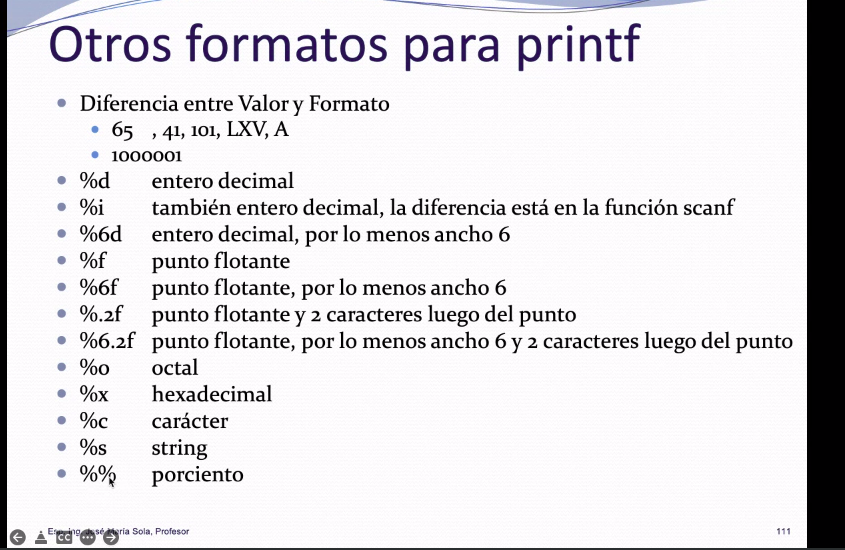 Otros formatos para printf
Diferencia entre Valor y Formato
65 , 41, 101, LXV, A
1000001
%d entero decimal
%i también entero decimal, la diferencia está en la función scanf
%6d entero decimal, por lo menos ancho 6
%f punto flotante
%6f punto flotante, por lo menos ancho 6
%.2f punto flotante y 2 caracteres luego del punto
%6.2f punto flotante, por lo menos ancho 6 y 2 caracteres luego del punto
%o octal
%x hexadecimal
%c carácter
%s string
%% porciento
Esp. Ing. José María Sola, Profesor
111
CC